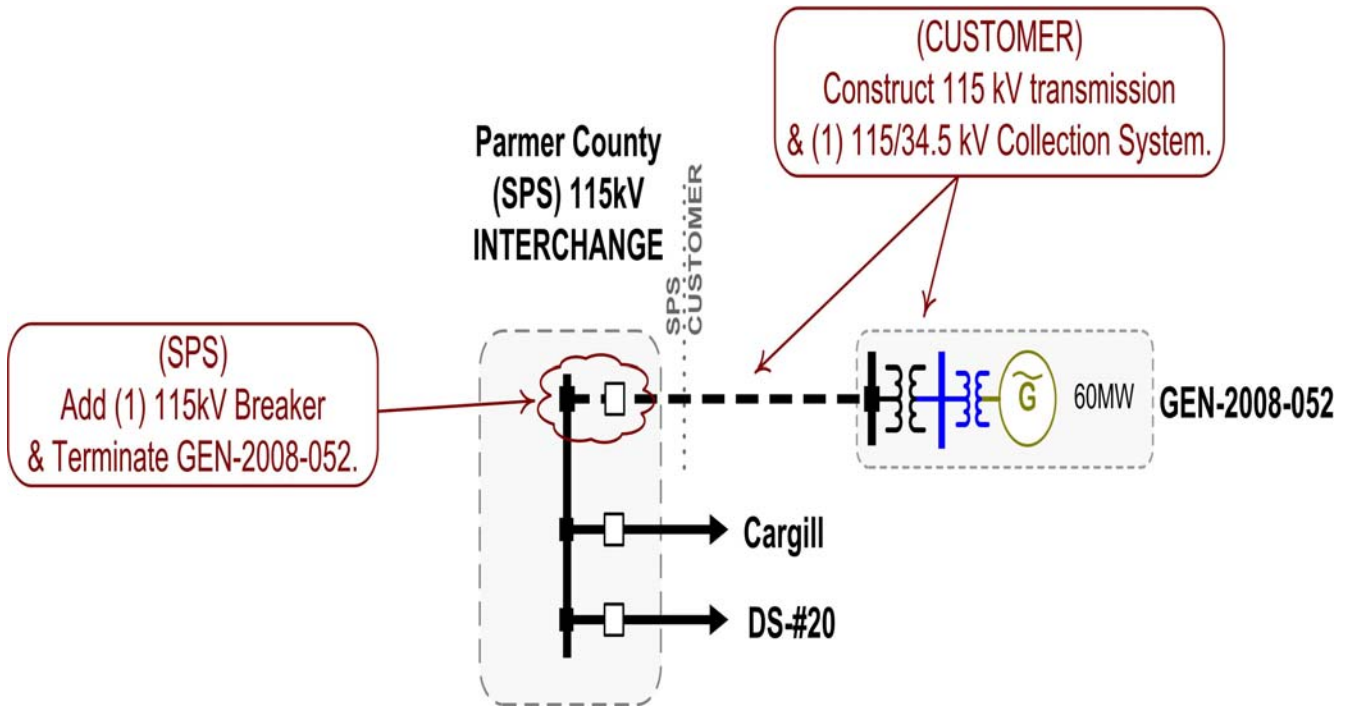 (CUSTOMER)
Construct 115 kV transmission
& (1) 115/34.5 kV Collection System.
Parmer County
(SPS) 115kV
INTERCHANGE
SPS
CUSTOMER
(SPS)
Add (1) 115kV Breaker
& Terminate GEN-2008-052.
G
60MW
GEN-2008-052
Cargill
DS-#20